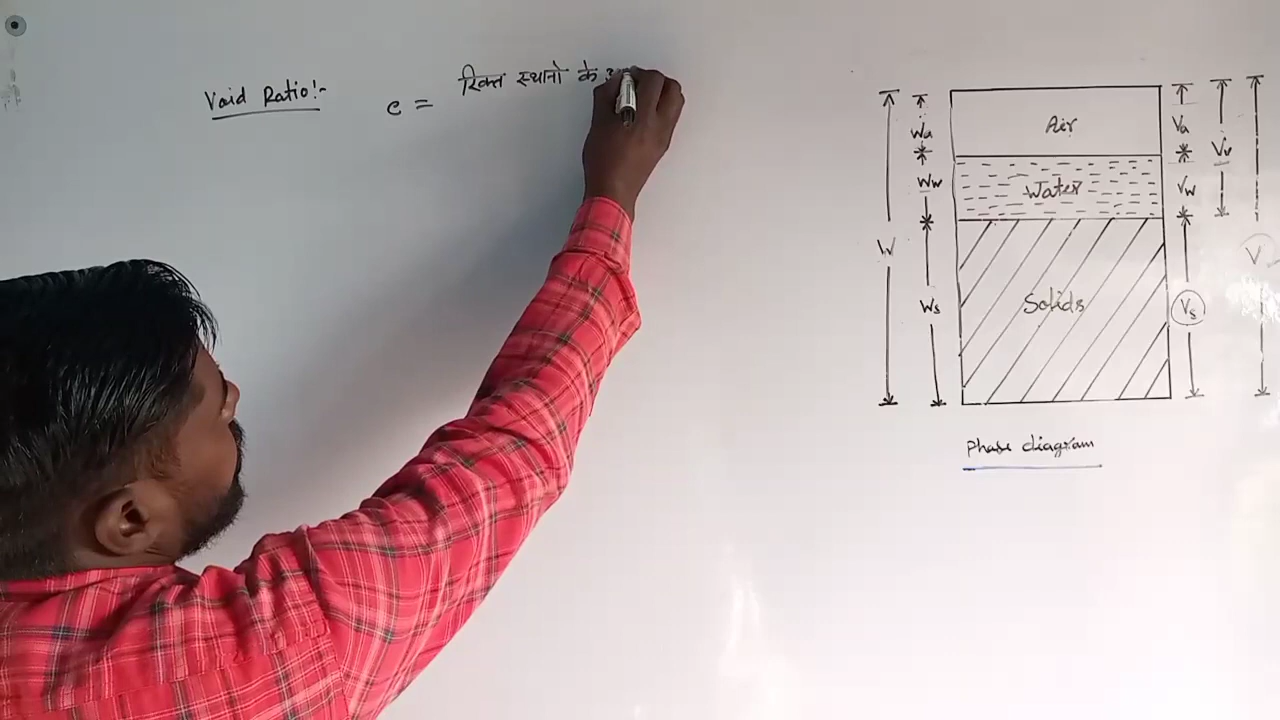 Void Ratio:-
e = रिक्त स्थानो के
Air
Water
Solids
W
Wa
Ww
Ws
Va
Vw
Vs
Vv
V
Phase diagram